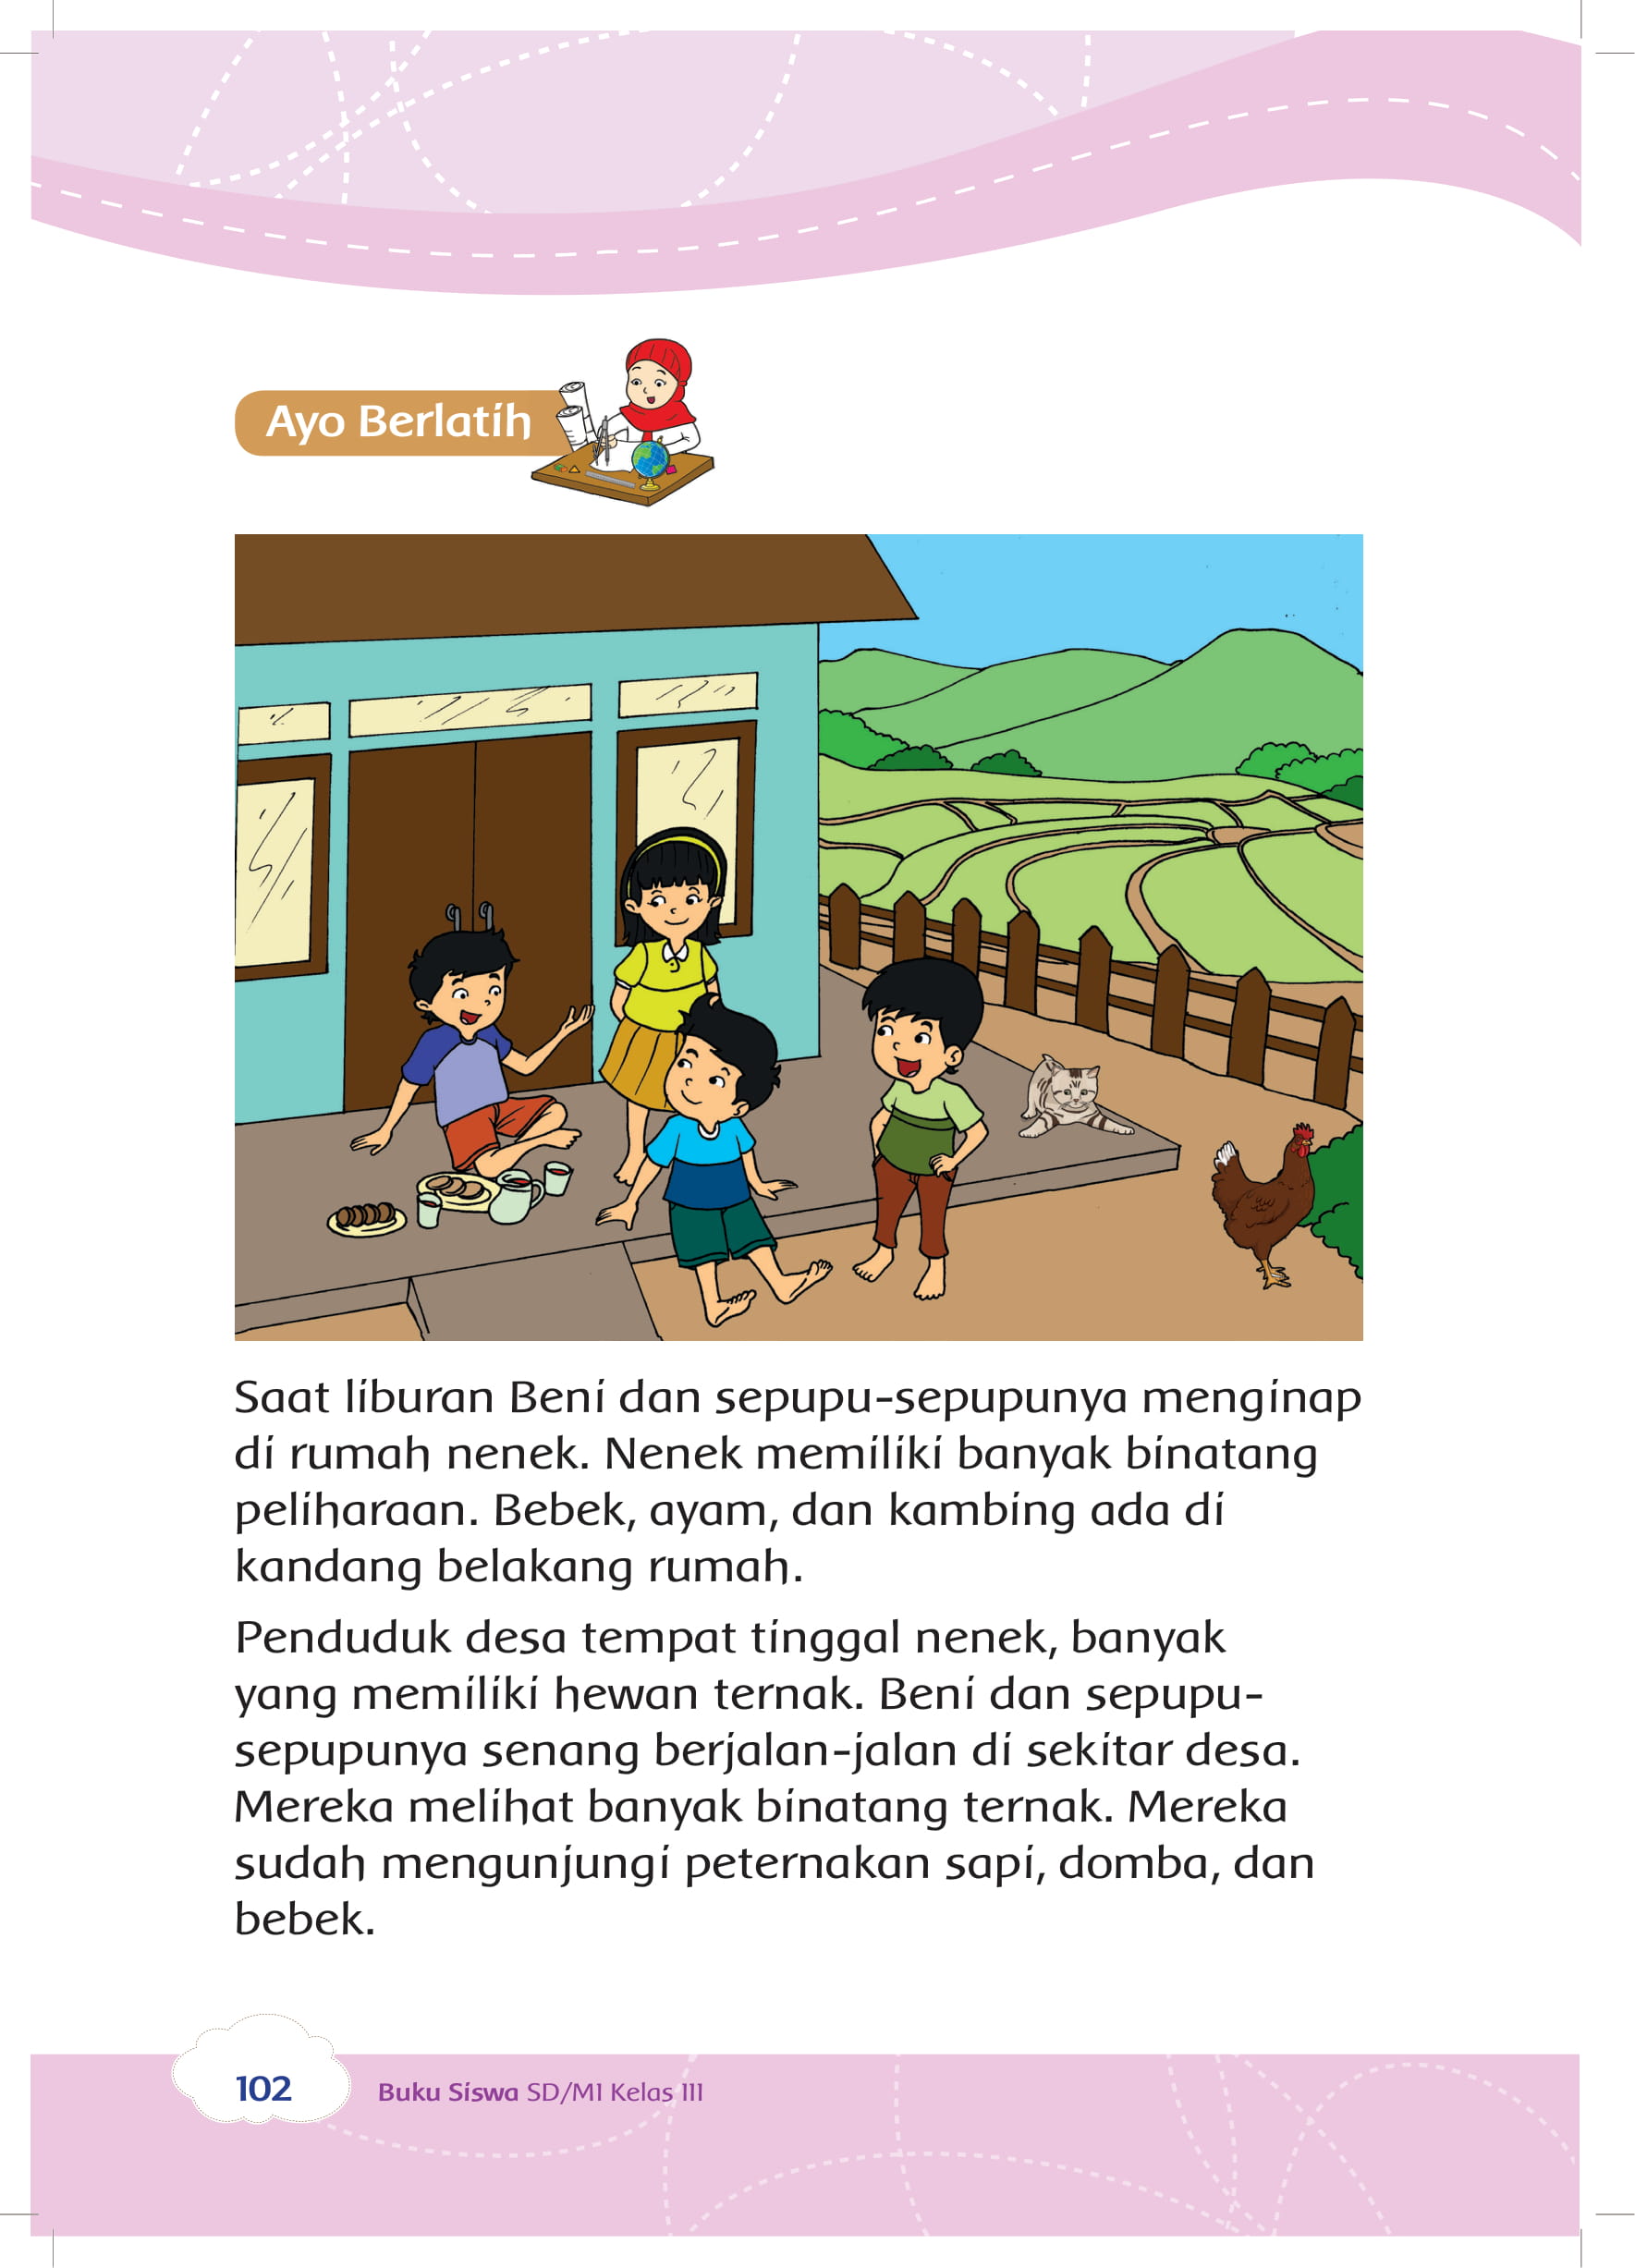 Ayo Berlatih
Saat liburan Beni dan sepupu-sepupunya menginap
di rumah nenek. Nenek memiliki banyak binatang
peliharaan. Bebek, ayam, dan kambing ada di
kandang belakang rumah.
Penduduk desa tempat tinggal nenek, banyak
yang memiliki hewan ternak. Beni dan sepupu-
sepupunya senang berjalan-jalan di sekitar desa.
Mereka melihat banyak binatang ternak. Mereka
sudah mengunjungi peternakan sapi, domba, dan
bebek.
102
Buku Siswa SD/MI Kelas III